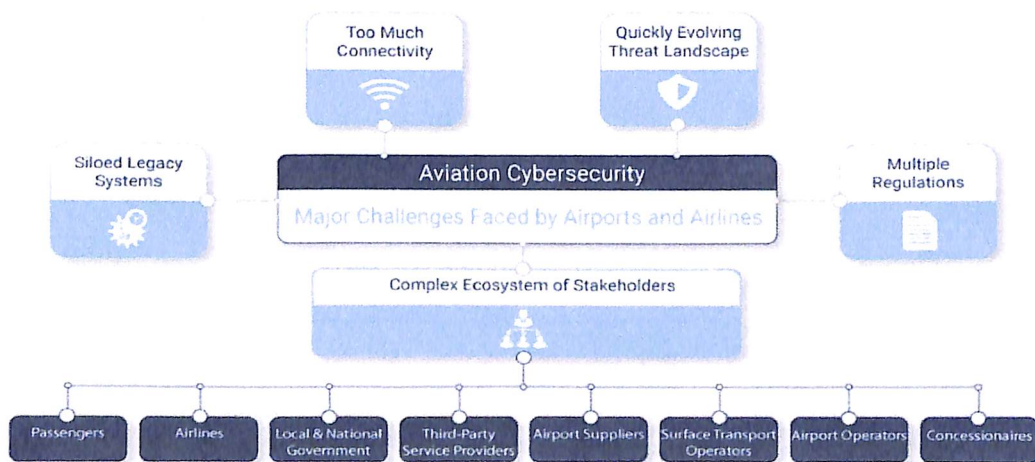 Too Much
Connectivity
Quickly Evolving
Threat Landscape
Siloed Legacy
Systems
Aviation Cybersecurity
Major Challenges Faced by Airports and Airlines
Multiple
Regulations
Complex Ecosystem of Stakeholders
Passengers
Airlines
Local & National
Government
Third-Party
Service Providers
Airport Suppliers
Surface Transport
Operators
Airport Operators
Concessionaires